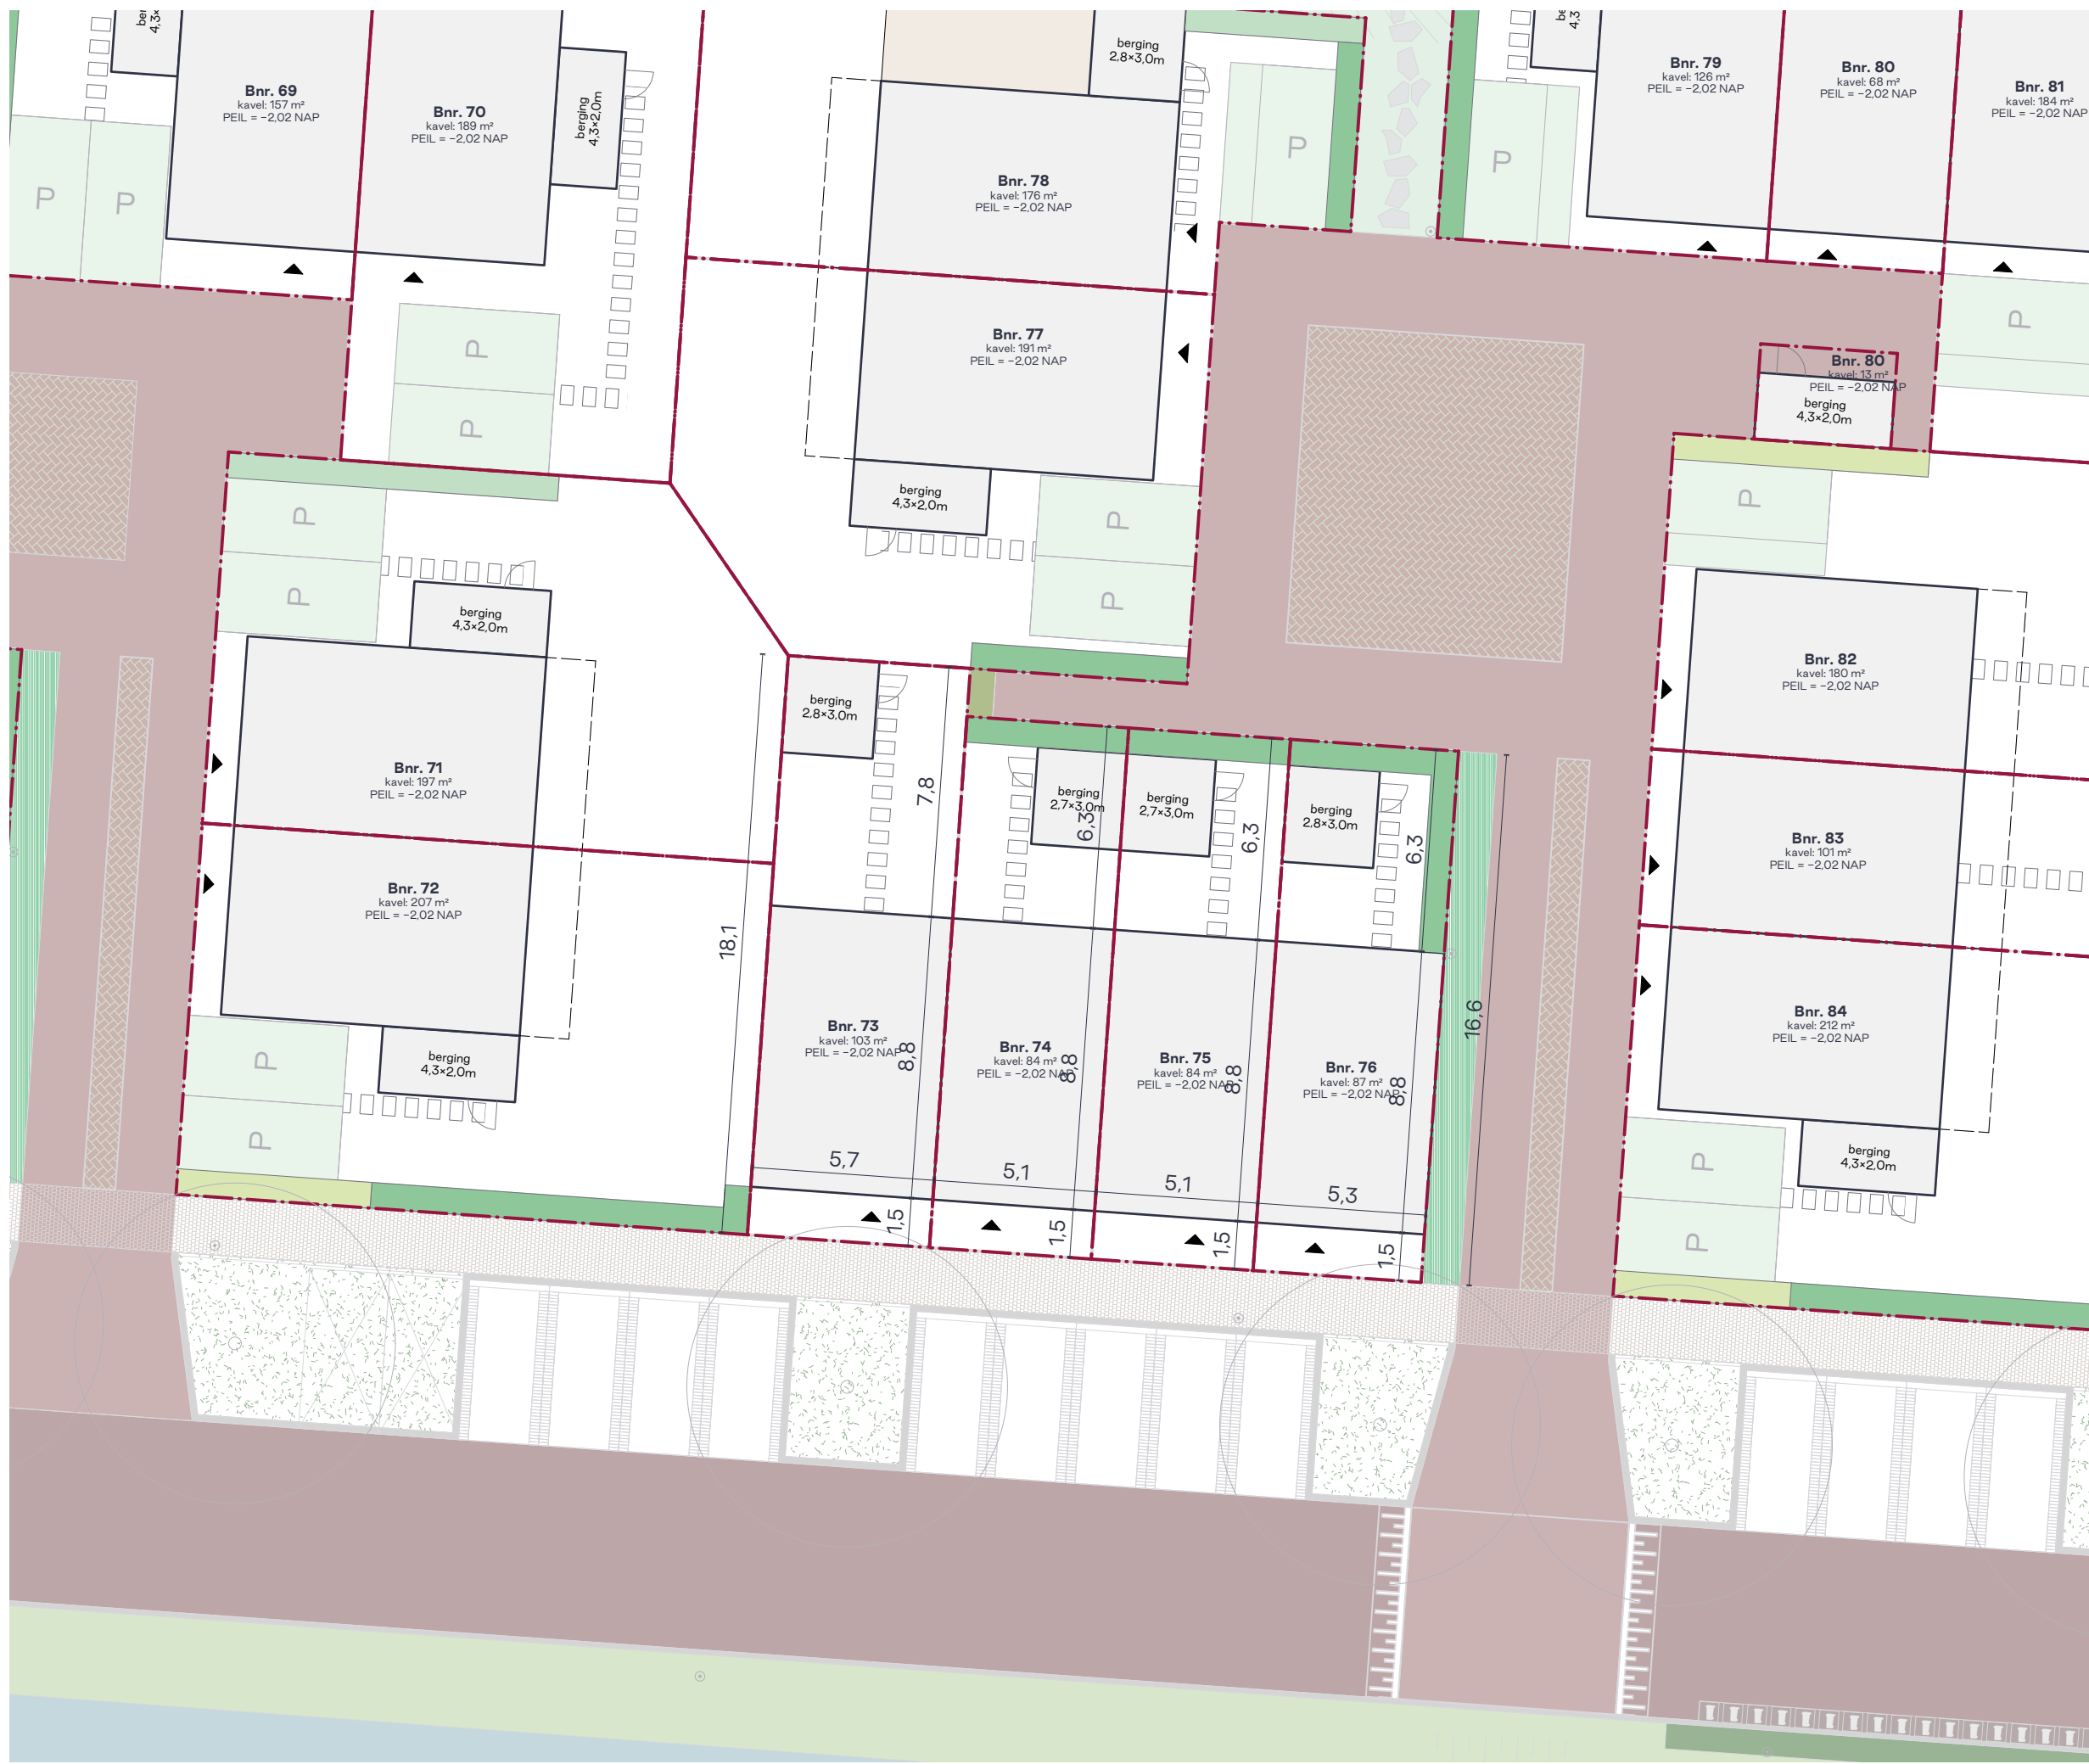 berging
2,8×3,0m
Bnr. 79
kavel: 126 m²
PEIL = −2,02 NAP
Bnr. 80
kavel: 68 m²
PEIL = −2,02 NAP
Bnr. 81
kavel: 184 m²
PEIL = −2,02 NAP
Bnr. 69
kavel: 157 m²
PEIL = −2,02 NAP
Bnr. 70
kavel: 189 m²
PEIL = −2,02 NAP
berging
4,3×2,0m
P
P
P
P
Bnr. 78
kavel: 176 m²
PEIL = −2,02 NAP
Bnr. 77
kavel: 191 m²
PEIL = −2,02 NAP
P
P
P
Bnr. 80
kavel: 13 m²
PEIL = −2,02 NAP
berging
4,3×2,0m
berging
4,3×2,0m
P
P
P
P
P
berging
4,3×2,0m
Bnr. 82
kavel: 180 m²
PEIL = −2,02 NAP
berging
2,8×3,0m
Bnr. 71
kavel: 197 m²
PEIL = −2,02 NAP
7,8
berging
2,7×3,0m
6,3
berging
2,7×3,0m
6,3
berging
2,8×3,0m
6,3
Bnr. 83
kavel: 101 m²
PEIL = −2,02 NAP
Bnr. 72
kavel: 207 m²
PEIL = −2,02 NAP
18,1
16,6
Bnr. 84
kavel: 212 m²
PEIL = −2,02 NAP
Bnr. 73
kavel: 103 m²
PEIL = −2,02 NAP
8,8
Bnr. 74
kavel: 84 m²
PEIL = −2,02 NAP
8,8
Bnr. 75
kavel: 84 m²
PEIL = −2,02 NAP
8,8
Bnr. 76
kavel: 87 m²
PEIL = −2,02 NAP
8,8
P
P
berging
4,3×2,0m
P
P
berging
4,3×2,0m
5,7
5,1
5,1
5,3
1,5
1,5
1,5
1,5